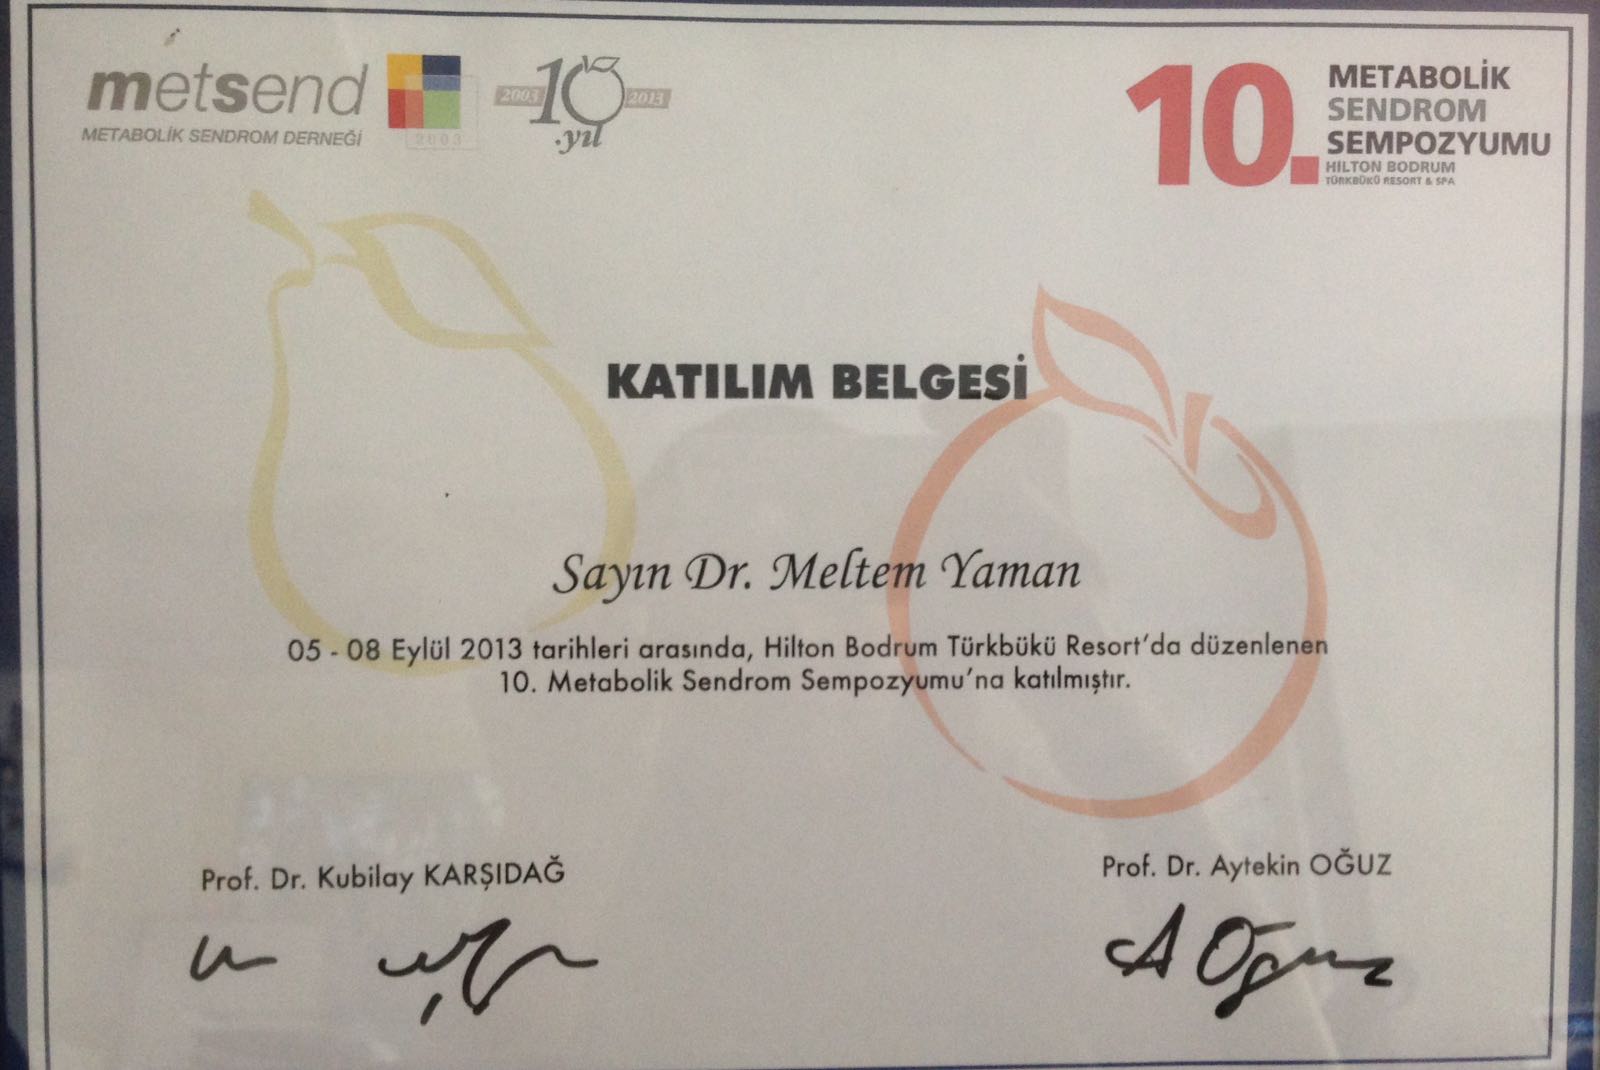 metsend
METABOLİK SENDROM DERNEĞİ
2003
2003 10 2013
.yıl
10.
METABOLİK
SENDROM
SEMPOZYUMU
HILTON BODRUM
TÜRKBÜKÜ RESORT & SPA
KATILIM BELGESİ
Sayın Dr. Meltem Yaman
05 - 08 Eylül 2013 tarihleri arasında, Hilton Bodrum Türkbükü Resort'da düzenlenen
10. Metabolik Sendrom Sempozyumu'na katılmıştır.
Prof. Dr. Kubilay KARŞIDAĞ
Prof. Dr. Aytekin OĞUZ
A Oğuz